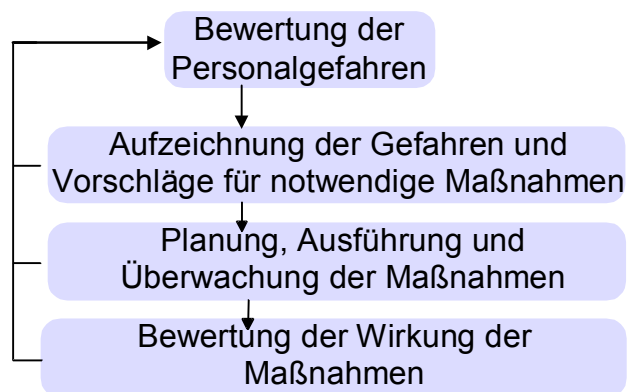 Bewertung der
Personalgefahren
Aufzeichnung der Gefahren und
Vorschläge für notwendige Maßnahmen
Planung, Ausführung und
Überwachung der Maßnahmen
Bewertung der Wirkung der
Maßnahmen